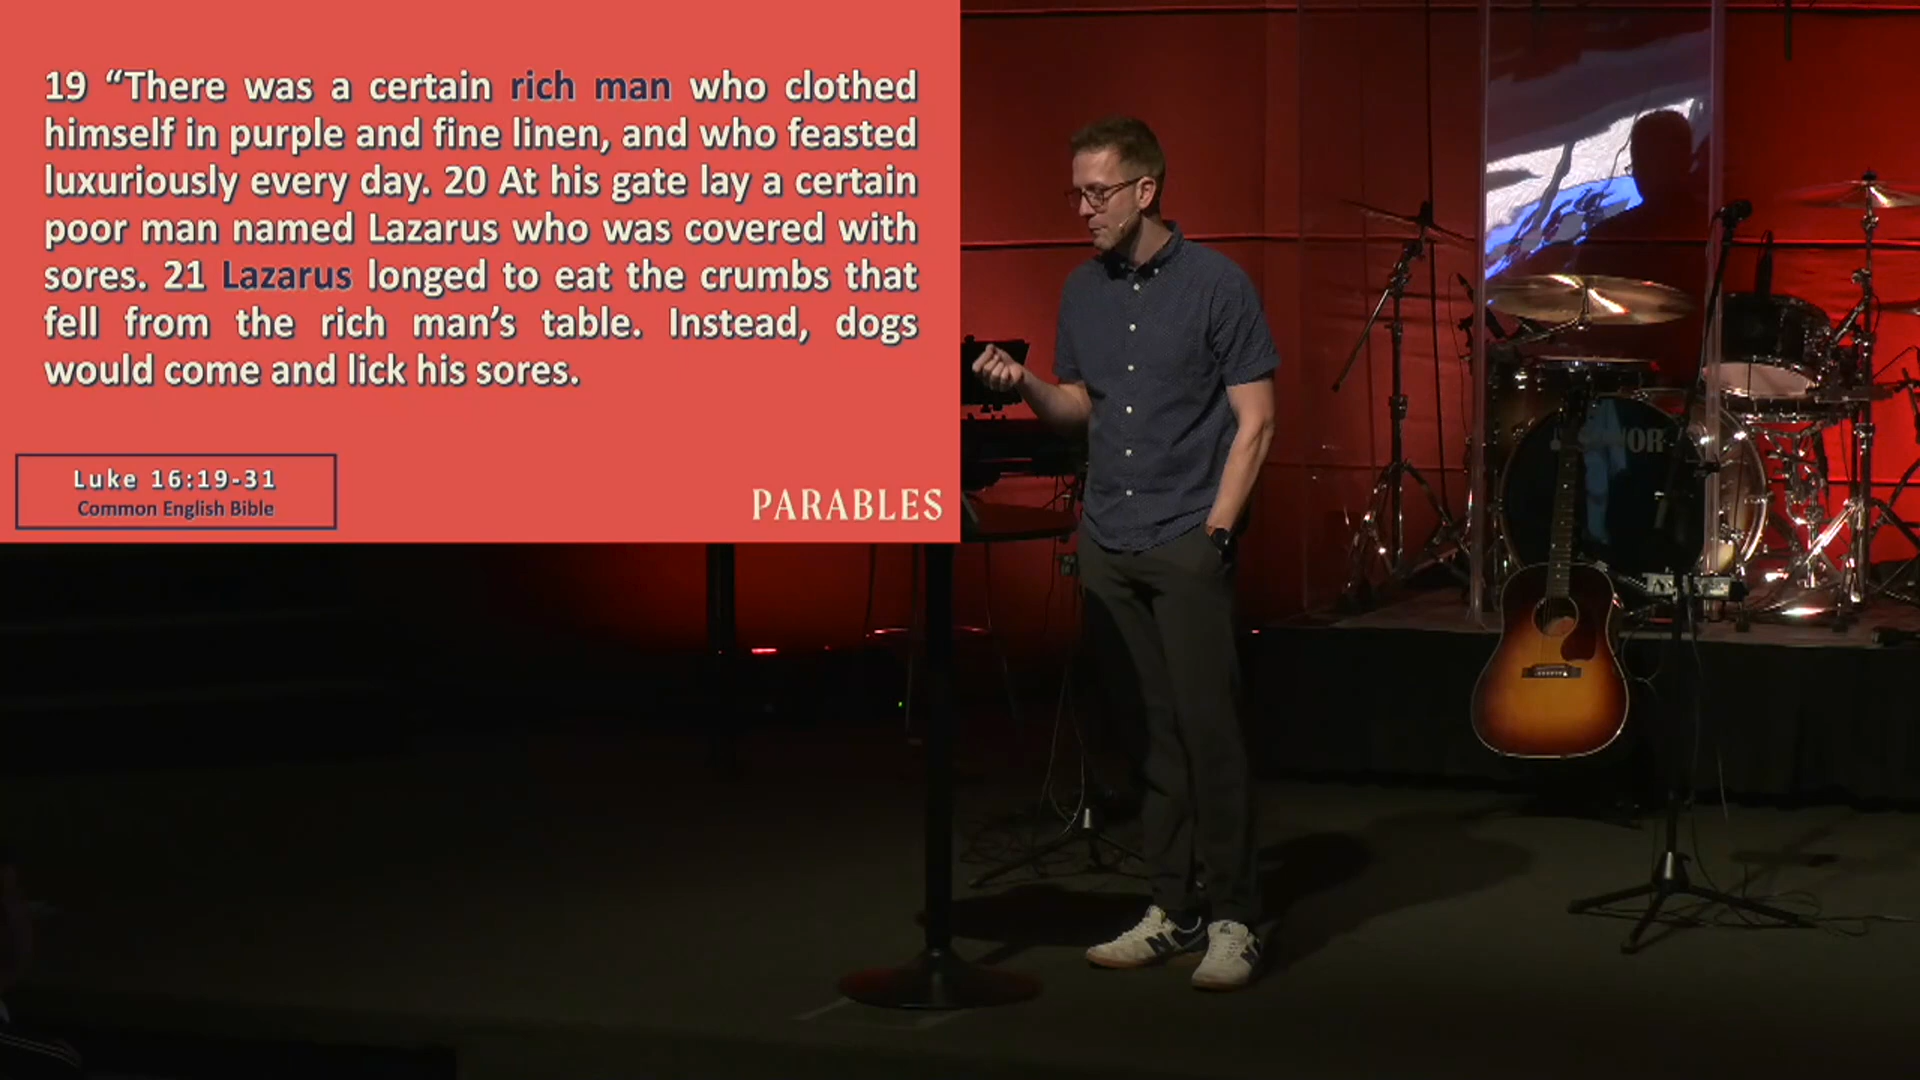 19 “There was a certain rich man who clothed
himself in purple and fine linen, and who feasted
luxuriously every day. 20 At his gate lay a certain
poor man named Lazarus who was covered with
sores. 21 Lazarus longed to eat the crumbs that
fell from the rich man’s table. Instead, dogs
would come and lick his sores.
Luke 16:19-31
Common English Bible
PARABLES
N